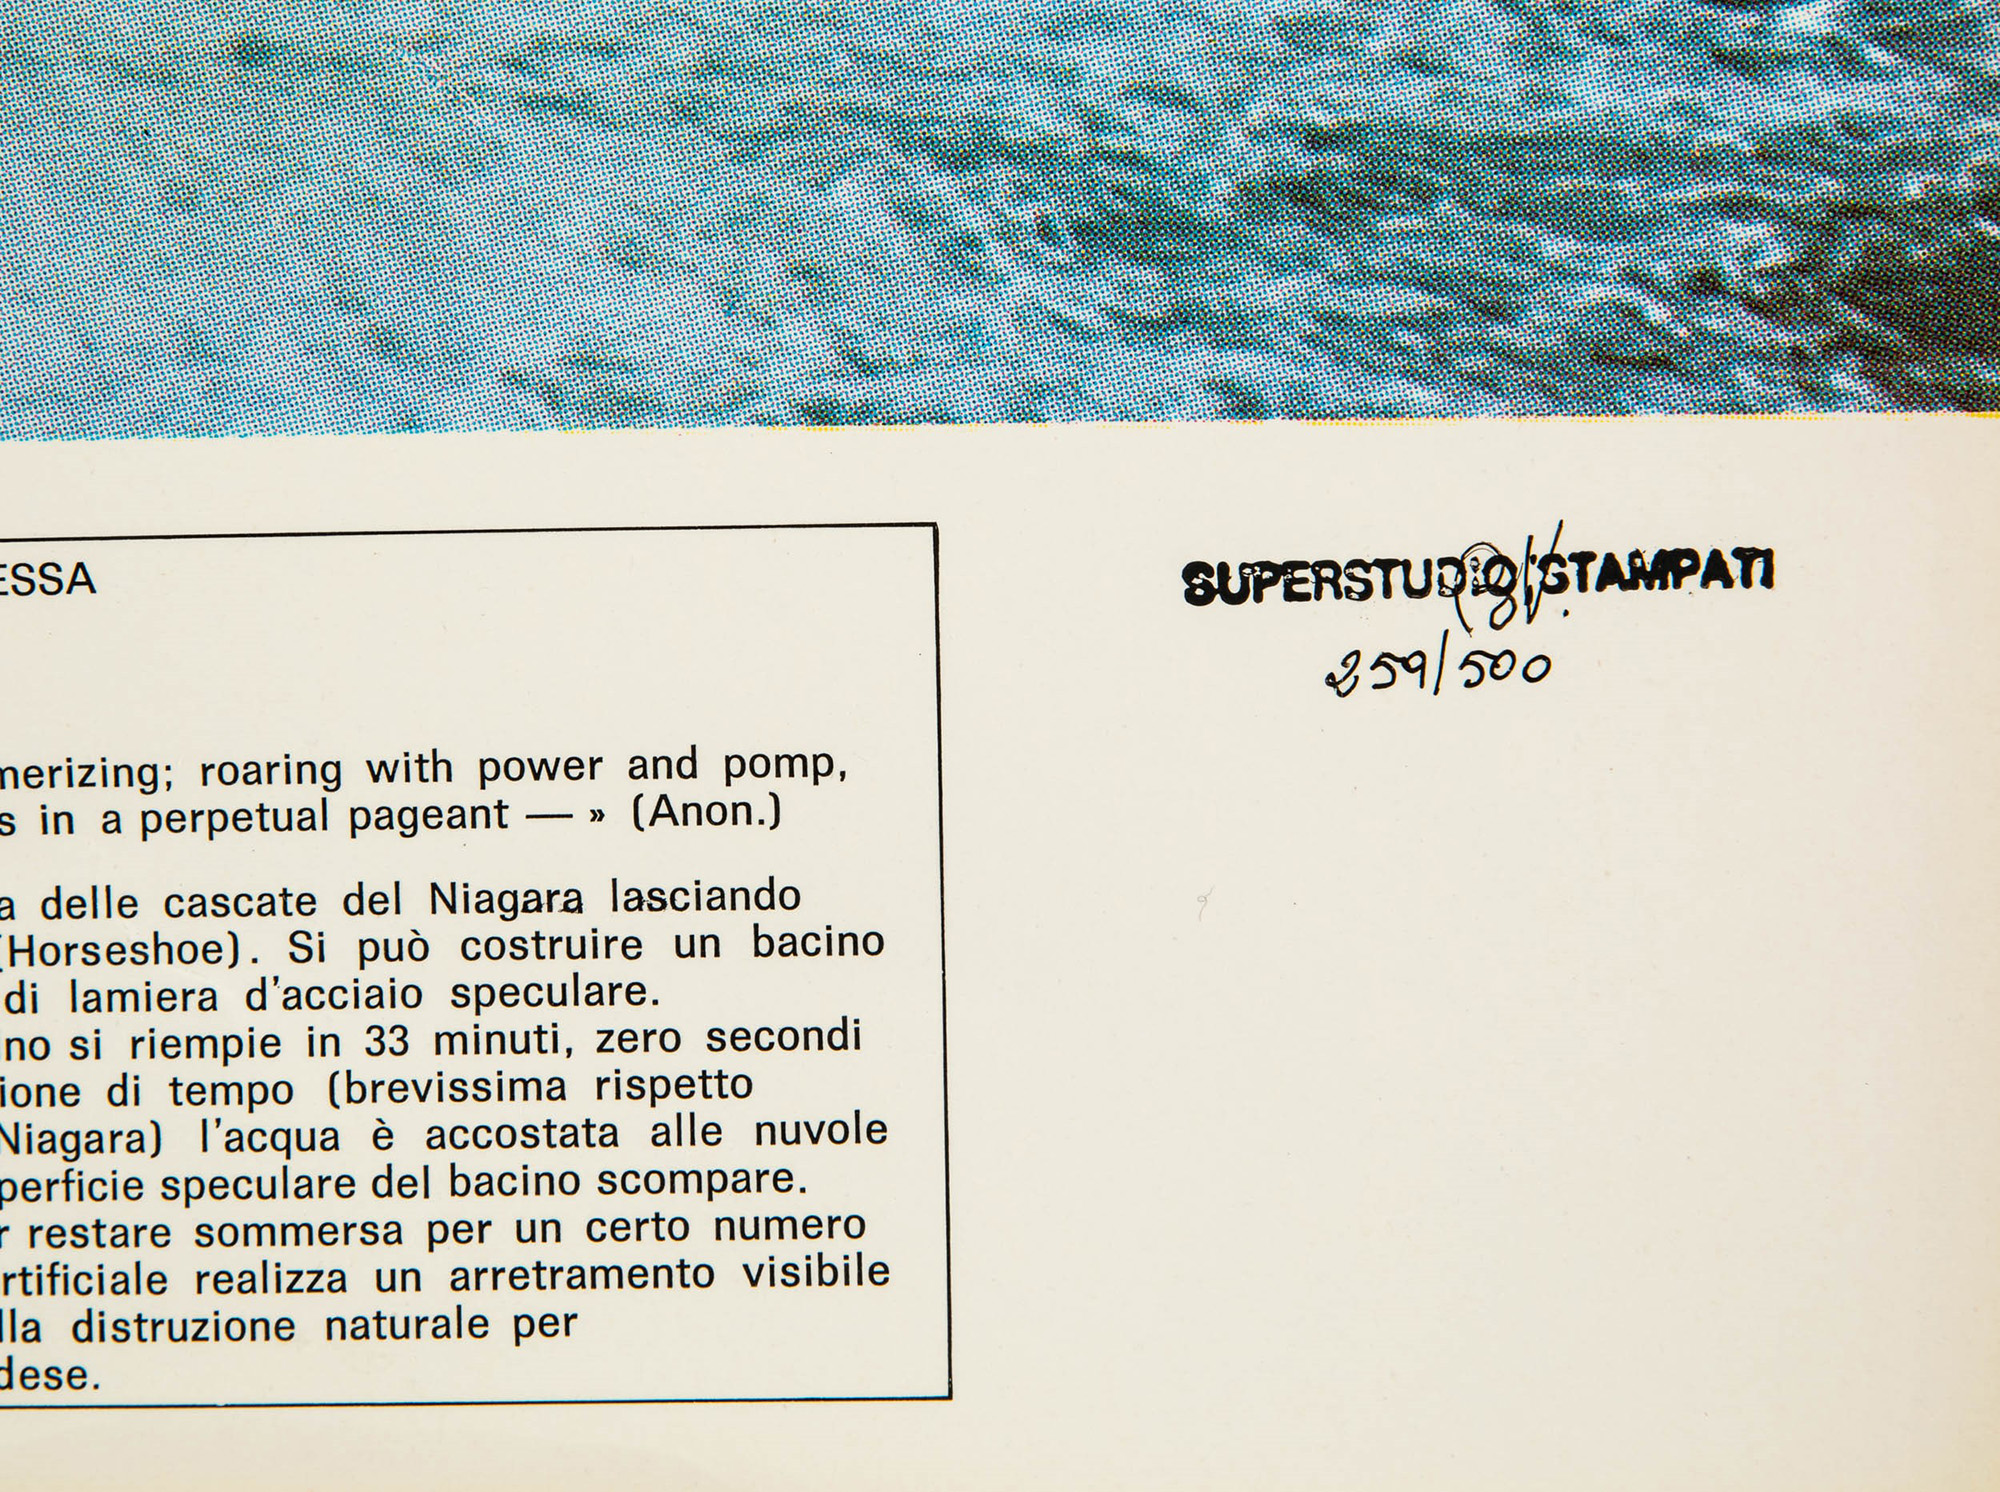 ESSA
SUPERSTUDIO/STAMPATI
259/500
merizing; roaring with power and pomp,
s in a perpetual pageant — » (Anon.)
a delle cascate del Niagara lasciando
(Horseshoe). Si può costruire un bacino
di lamiera d'acciaio speculare.
no si riempie in 33 minuti, zero secondi
ione di tempo (brevissima rispetto
Niagara) l'acqua è accostata alle nuvole
perficie speculare del bacino scompare.
r restare sommersa per un certo numero
rtificiale realizza un arretramento visibile
lla distruzione naturale per
dese.